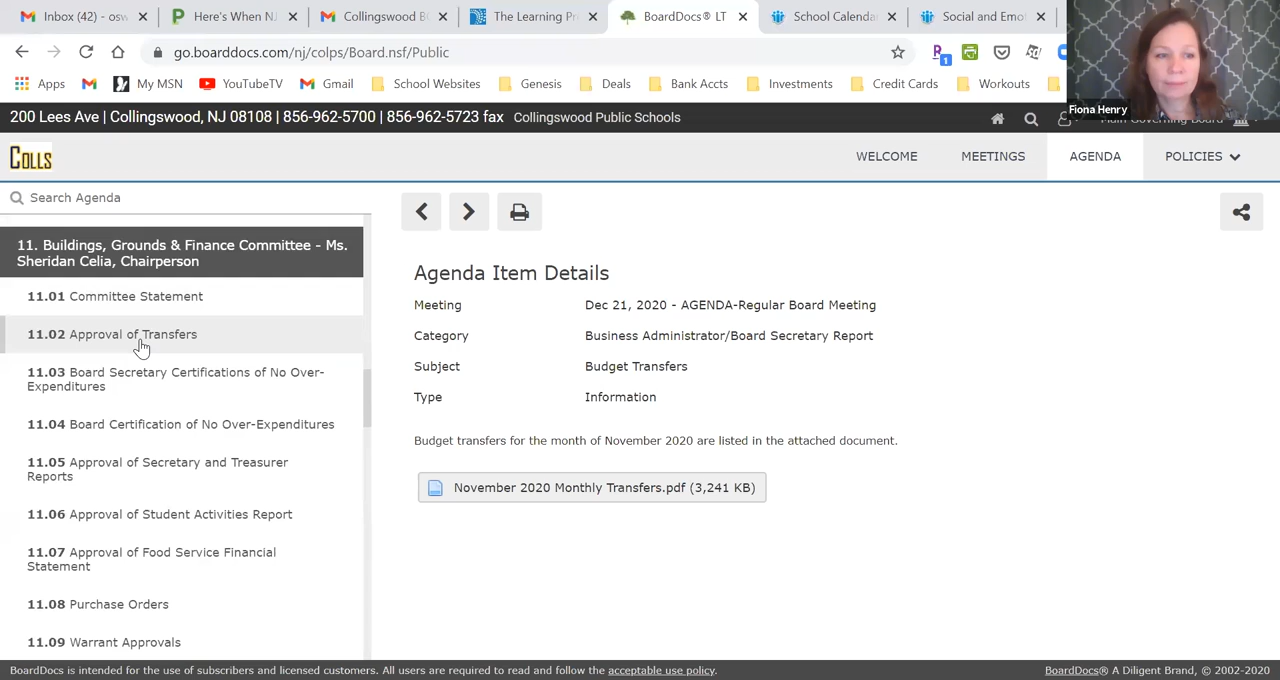 Inbox (42) - osw
Here's When NJ
Collingswood BO
The Learning Pr
BoardDocs® LT
School Calenda
Social and Emot
go.boarddocs.com/nj/colps/Board.nsf/Public
Apps
My MSN
YouTubeTV
Gmail
School Websites
Genesis
Deals
Bank Accts
Investments
Credit Cards
Workouts
Fiona Henry
200 Lees Ave | Collingswood, NJ 08108 | 856-962-5700 | 856-962-5723 fax Collingswood Public Schools
Main Governing Board
COLLS
WELCOME MEETINGS AGENDA POLICIES
Search Agenda
11. Buildings, Grounds & Finance Committee - Ms.
Sheridan Celia, Chairperson
11.01 Committee Statement
11.02 Approval of Transfers
11.03 Board Secretary Certifications of No Over-
Expenditures
11.04 Board Certification of No Over-Expenditures
11.05 Approval of Secretary and Treasurer
Reports
11.06 Approval of Student Activities Report
11.07 Approval of Food Service Financial
Statement
11.08 Purchase Orders
11.09 Warrant Approvals
Agenda Item Details
Meeting Dec 21, 2020 - AGENDA-Regular Board Meeting
Category Business Administrator/Board Secretary Report
Subject Budget Transfers
Type Information
Budget transfers for the month of November 2020 are listed in the attached document.
November 2020 Monthly Transfers.pdf (3,241 KB)
BoardDocs is intended for the use of subscribers and licensed customers. All users are required to read and follow the acceptable use policy.
BoardDocs® A Diligent Brand, © 2002-2020